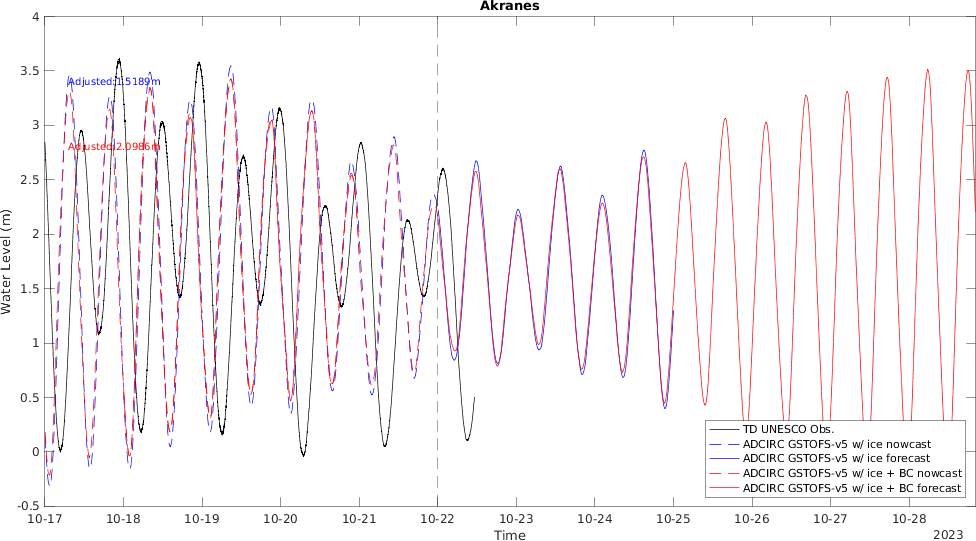 Akranes
4
3.5
3
2.5
2
1.5
1
0.5
0
-0.5
Water Level (m)
Adjusted:1.5189m
Adjusted:2.0986m
TD UNESCO Obs.
ADCIRC GSTOFS-v5 w/ ice nowcast
ADCIRC GSTOFS-v5 w/ ice forecast
ADCIRC GSTOFS-v5 w/ ice + BC nowcast
ADCIRC GSTOFS-v5 w/ ice + BC forecast
10-17 10-18 10-19 10-20 10-21 10-22 10-23 10-24 10-25 10-26 10-27 10-28
Time
2023